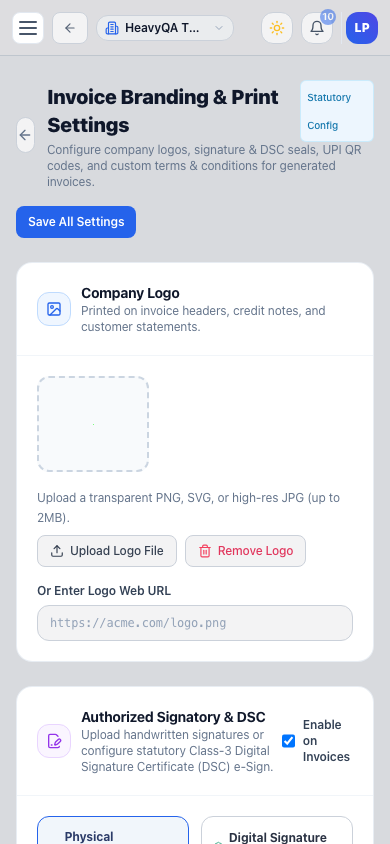 HeavyQA T...
10
LP
Invoice Branding & Print
Settings
Statutory
Config
Configure company logos, signature & DSC seals, UPI QR
codes, and custom terms & conditions for generated
invoices.
Save All Settings
Company Logo
Printed on invoice headers, credit notes, and
customer statements.
Upload a transparent PNG, SVG, or high-res JPG (up to
2MB).
Upload Logo File
Remove Logo
Or Enter Logo Web URL
https://acme.com/logo.png
Authorized Signatory & DSC
Upload handwritten signatures or
configure statutory Class-3 Digital
Signature Certificate (DSC) e-Sign.
Enable
on
Invoices
Physical
Digital Signature